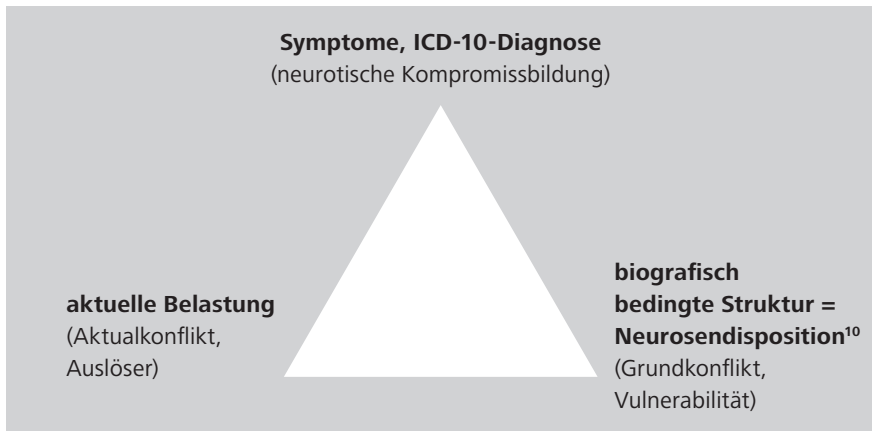 Symptome, ICD-10-Diagnose
(neurotische Kompromissbildung)
aktuelle Belastung
(Aktualkonflikt,
Auslöser)
biografisch
bedingte Struktur =
Neurosendisposition¹⁰
(Grundkonflikt,
Vulnerabilität)